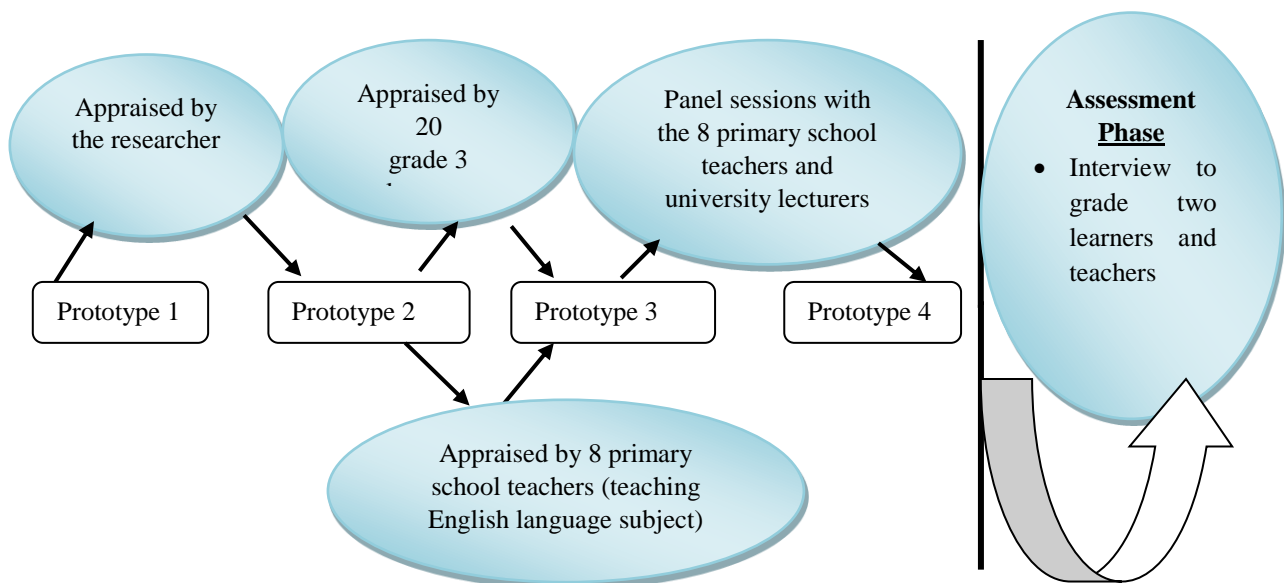 Appraised by
the researcher
Appraised by
20
grade 3
Panel sessions with
the 8 primary school
teachers and
university lecturers
Assessment
Phase
• Interview to
grade two
learners and
teachers
Prototype 1
Prototype 2
Prototype 3
Prototype 4
Appraised by 8 primary
school teachers (teaching
English language subject)